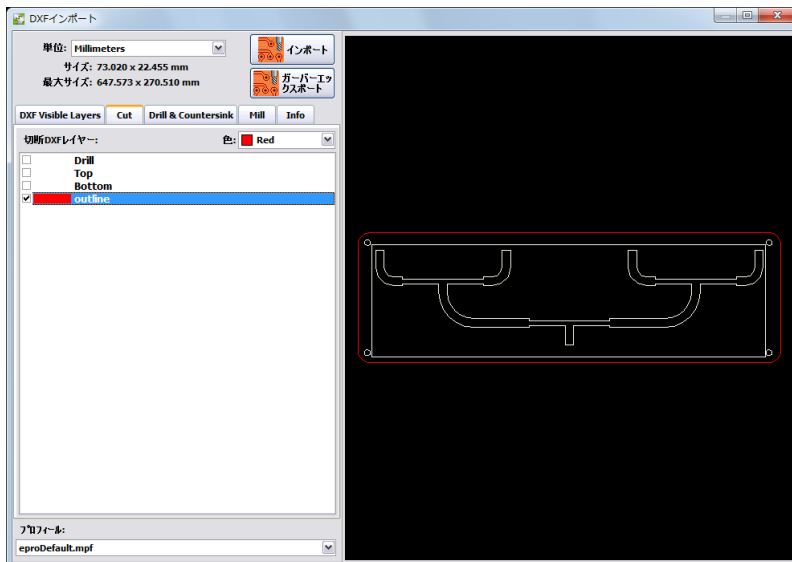 DXFインポート
単位: Millimeters
サイズ: 73.020 x 22.455 mm
最大サイズ: 647.573 x 270.510 mm
インポート
ガーバーエッ
クスポート
DXF Visible Layers Cut Drill & Countersink Mill Info
切断DXFレイヤー: 色: Red
Drill
Top
Bottom
outline
プロフィール:
eproDefault.mpf